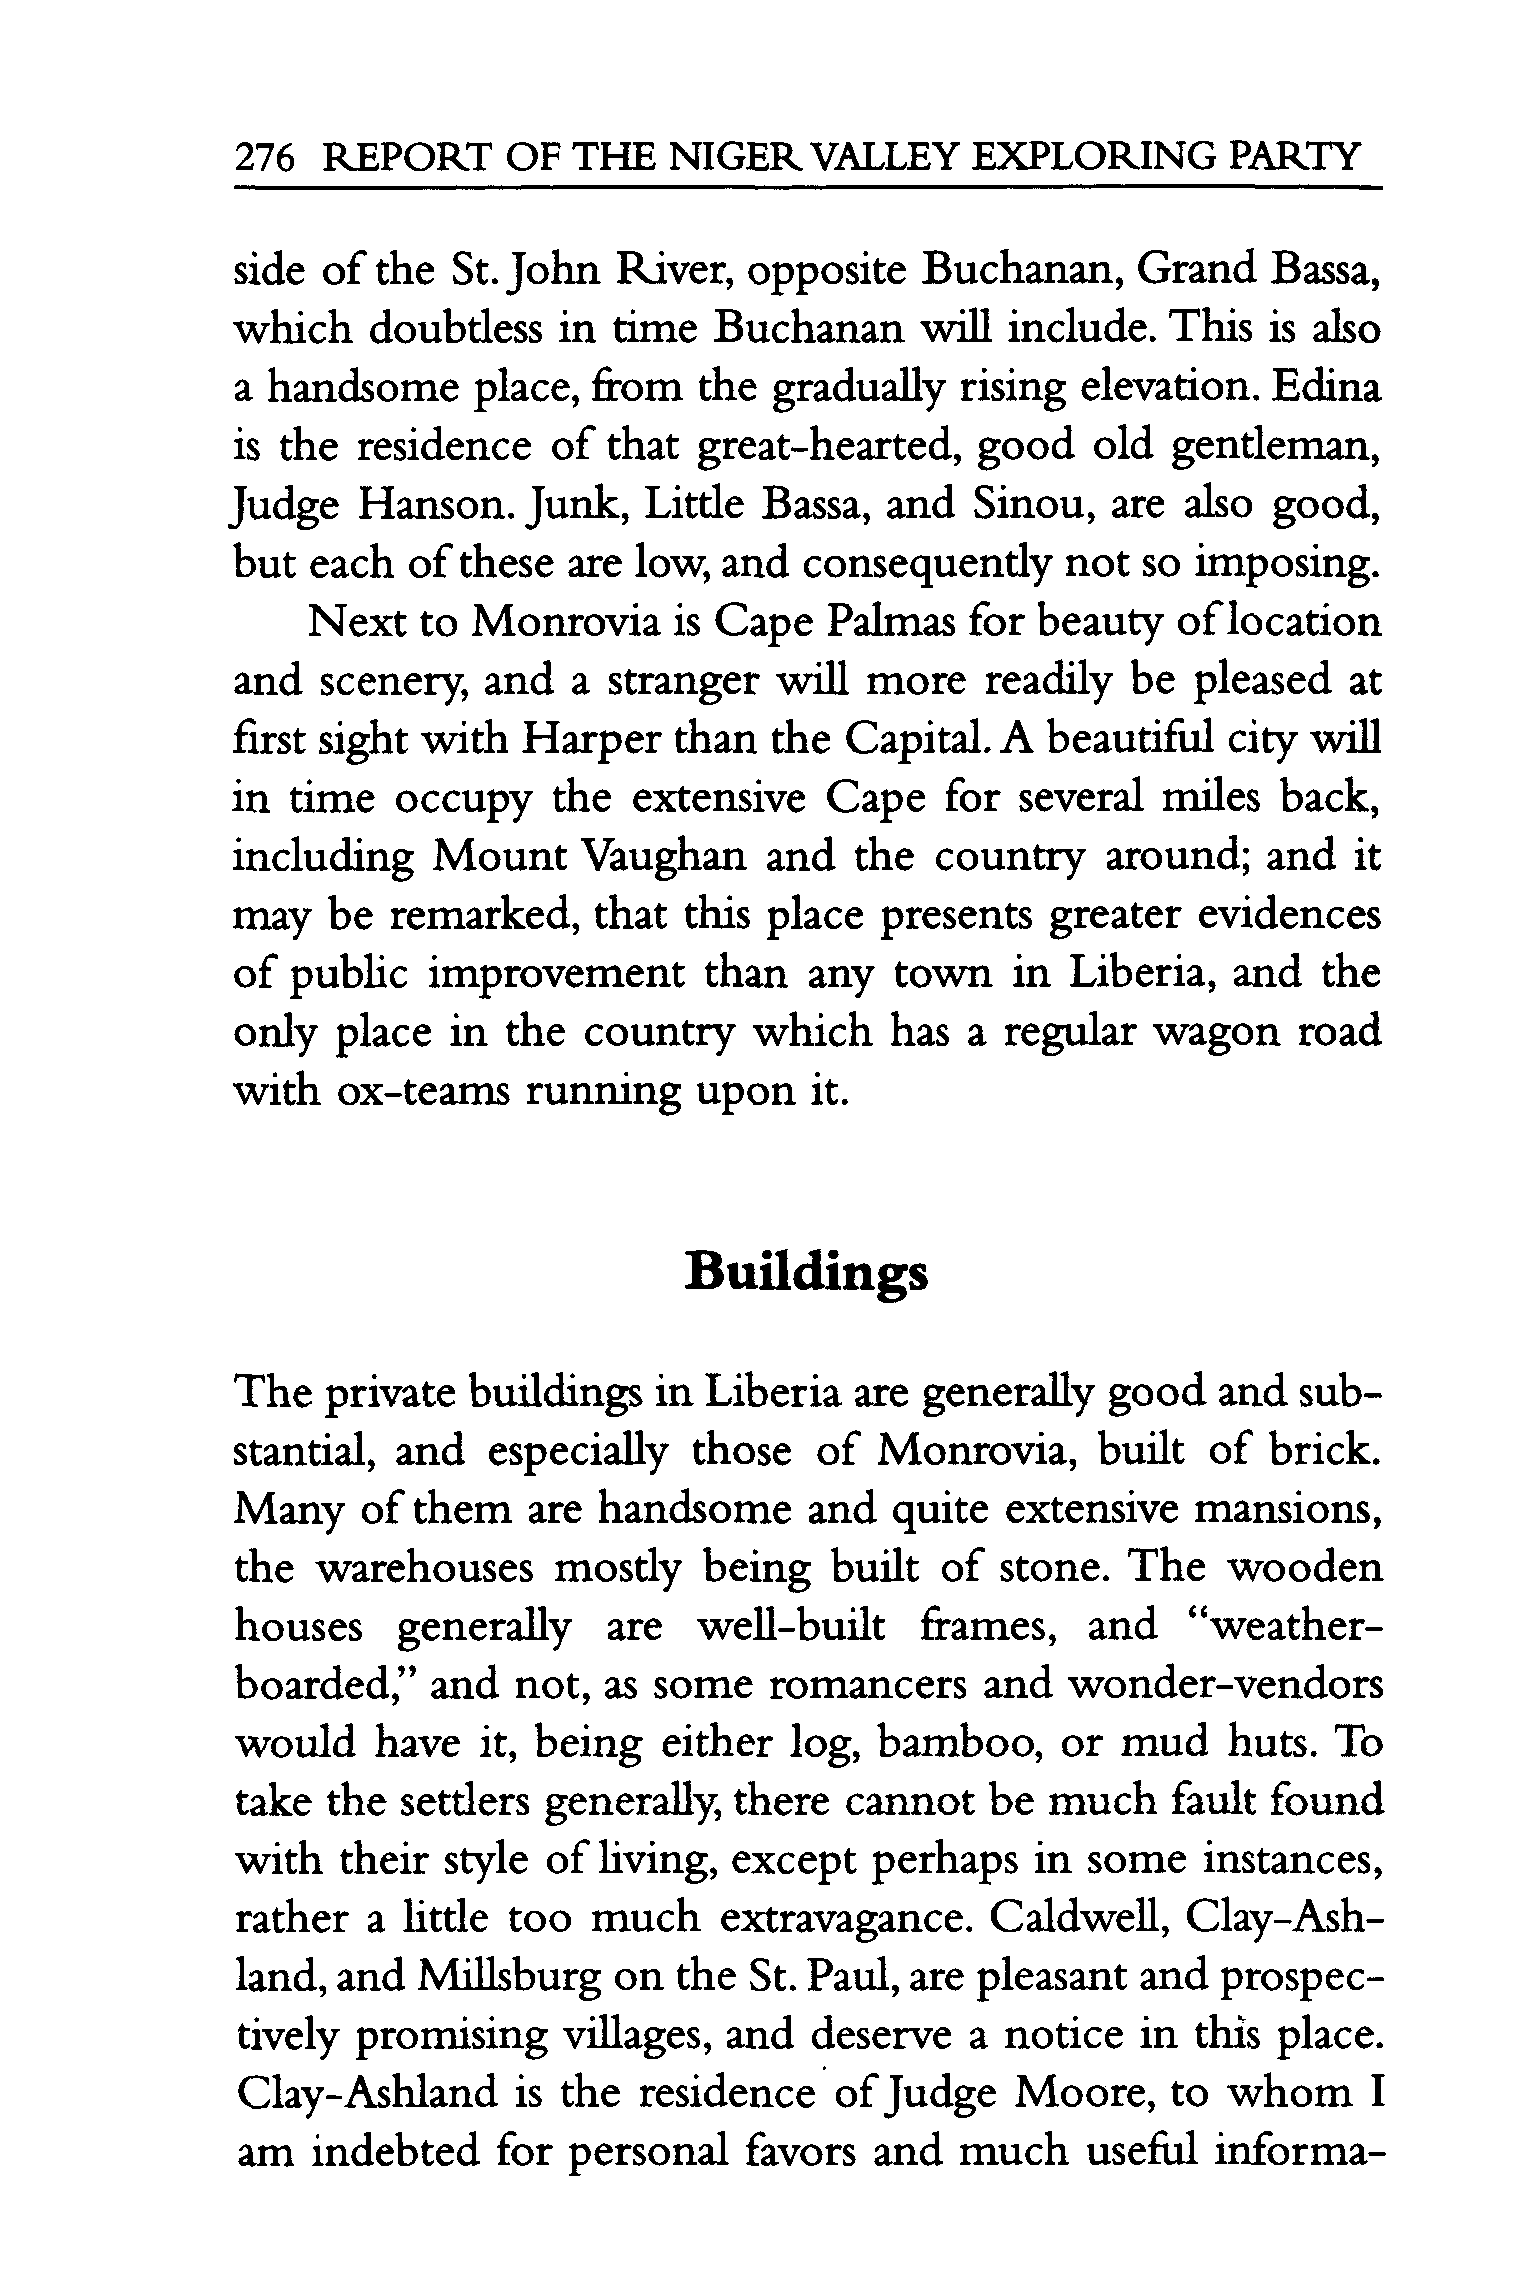 276 REPORT OF THE NIGER VALLEY EXPLORING PARTY
side of the St. John River, opposite Buchanan, Grand Bassa,
which doubtless in time Buchanan will include. This is also
a handsome place, from the gradually rising elevation. Edina
is the residence of that great-hearted, good old gentleman,
Judge Hanson. Junk, Little Bassa, and Sinou, are also good,
but each of these are low, and consequently not so imposing.
Next to Monrovia is Cape Palmas for beauty of location
and scenery, and a stranger will more readily be pleased at
first sight with Harper than the Capital. A beautiful city will
in time occupy the extensive Cape for several miles back,
including Mount Vaughan and the country around; and it
may be remarked, that this place presents greater evidences
of public improvement than any town in Liberia, and the
only place in the country which has a regular wagon road
with ox-teams running upon it.
Buildings
The private buildings in Liberia are generally good and sub-
stantial, and especially those of Monrovia, built of brick.
Many of them are handsome and quite extensive mansions,
the warehouses mostly being built of stone. The wooden
houses generally are well-built frames, and “weather-
boarded,” and not, as some romancers and wonder-vendors
would have it, being either log, bamboo, or mud huts. To
take the settlers generally, there cannot be much fault found
with their style of living, except perhaps in some instances,
rather a little too much extravagance. Caldwell, Clay-Ash-
land, and Millsburg on the St. Paul, are pleasant and prospec-
tively promising villages, and deserve a notice in this place.
Clay-Ashland is the residence of Judge Moore, to whom I
am indebted for personal favors and much useful informa-